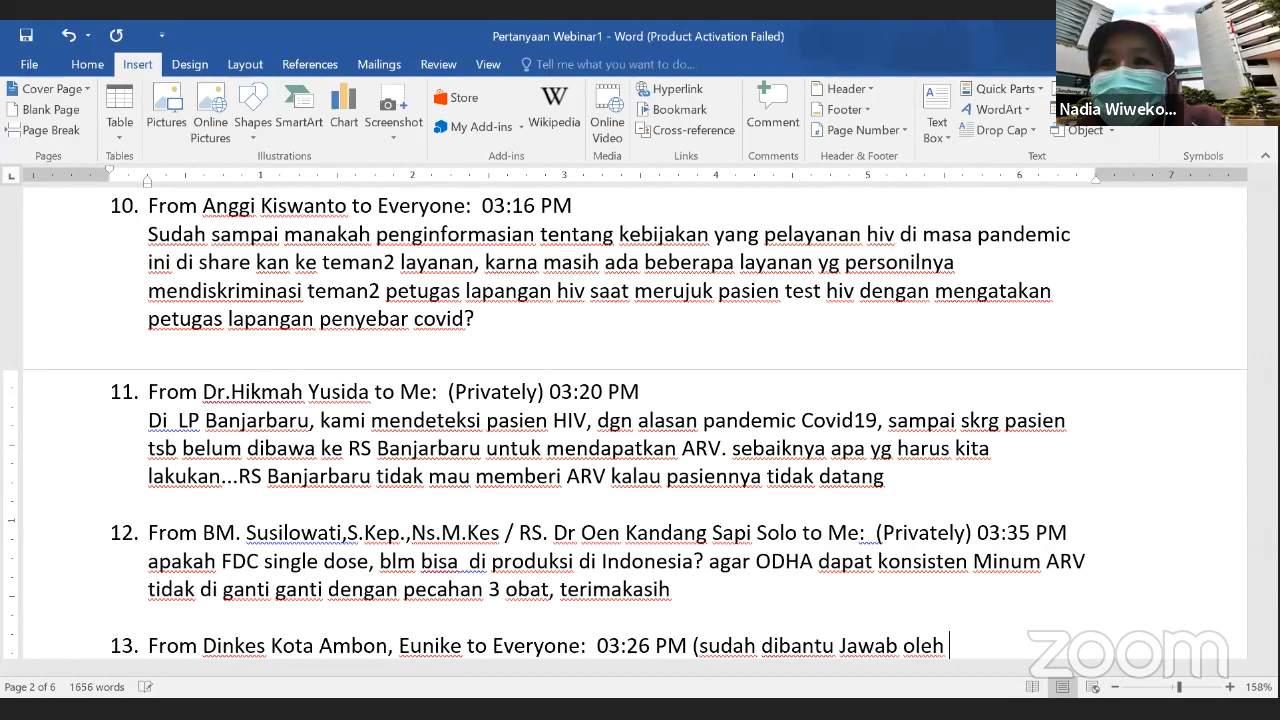 Pertanyaan Webinar1 - Word (Product Activation Failed)
File Home Insert Design Layout References Mailings Review View Tell me what you want to do...
Nadia Wiweko...
Cover Page
Blank Page
Page Break
Pages
Table
Tables
Pictures
Online Pictures
Shapes
SmartArt
Chart
Screenshot
Illustrations
Store
My Add-ins
Wikipedia
Add-ins
Online Video
Media
Hyperlink
Bookmark
Cross-reference
Links
Comment
Comments
Header
Footer
Page Number
Header & Footer
Text Box
Quick Parts
WordArt
Drop Cap
Object
Text
Symbols
1 2 3 4 5 6 7
10. From Anggi Kiswanto to Everyone: 03:16 PM
Sudah sampai manakah penginformasian tentang kebijakan yang pelayanan hiv di masa pandemic
ini di share kan ke teman2 layanan, karna masih ada beberapa layanan yg personilnya
mendiskriminasi teman2 petugas lapangan hiv saat merujuk pasien test hiv dengan mengatakan
petugas lapangan penyebar covid?
11. From Dr.Hikmah Yusida to Me: (Privately) 03:20 PM
Di LP Banjarbaru, kami mendeteksi pasien HIV, dgn alasan pandemic Covid19, sampai skrg pasien
tsb belum dibawa ke RS Banjarbaru untuk mendapatkan ARV. sebaiknya apa yg harus kita
lakukan...RS Banjarbaru tidak mau memberi ARV kalau pasiennya tidak datang
12. From BM. Susilowati,S.Kep.,Ns.M.Kes / RS. Dr Oen Kandang Sapi Solo to Me: (Privately) 03:35 PM
apakah FDC single dose, blm bisa di produksi di Indonesia? agar ODHA dapat konsisten Minum ARV
tidak di ganti ganti dengan pecahan 3 obat, terimakasih
13. From Dinkes Kota Ambon, Eunike to Everyone: 03:26 PM (sudah dibantu Jawab oleh
zoom
Page 2 of 6 1656 words 158%